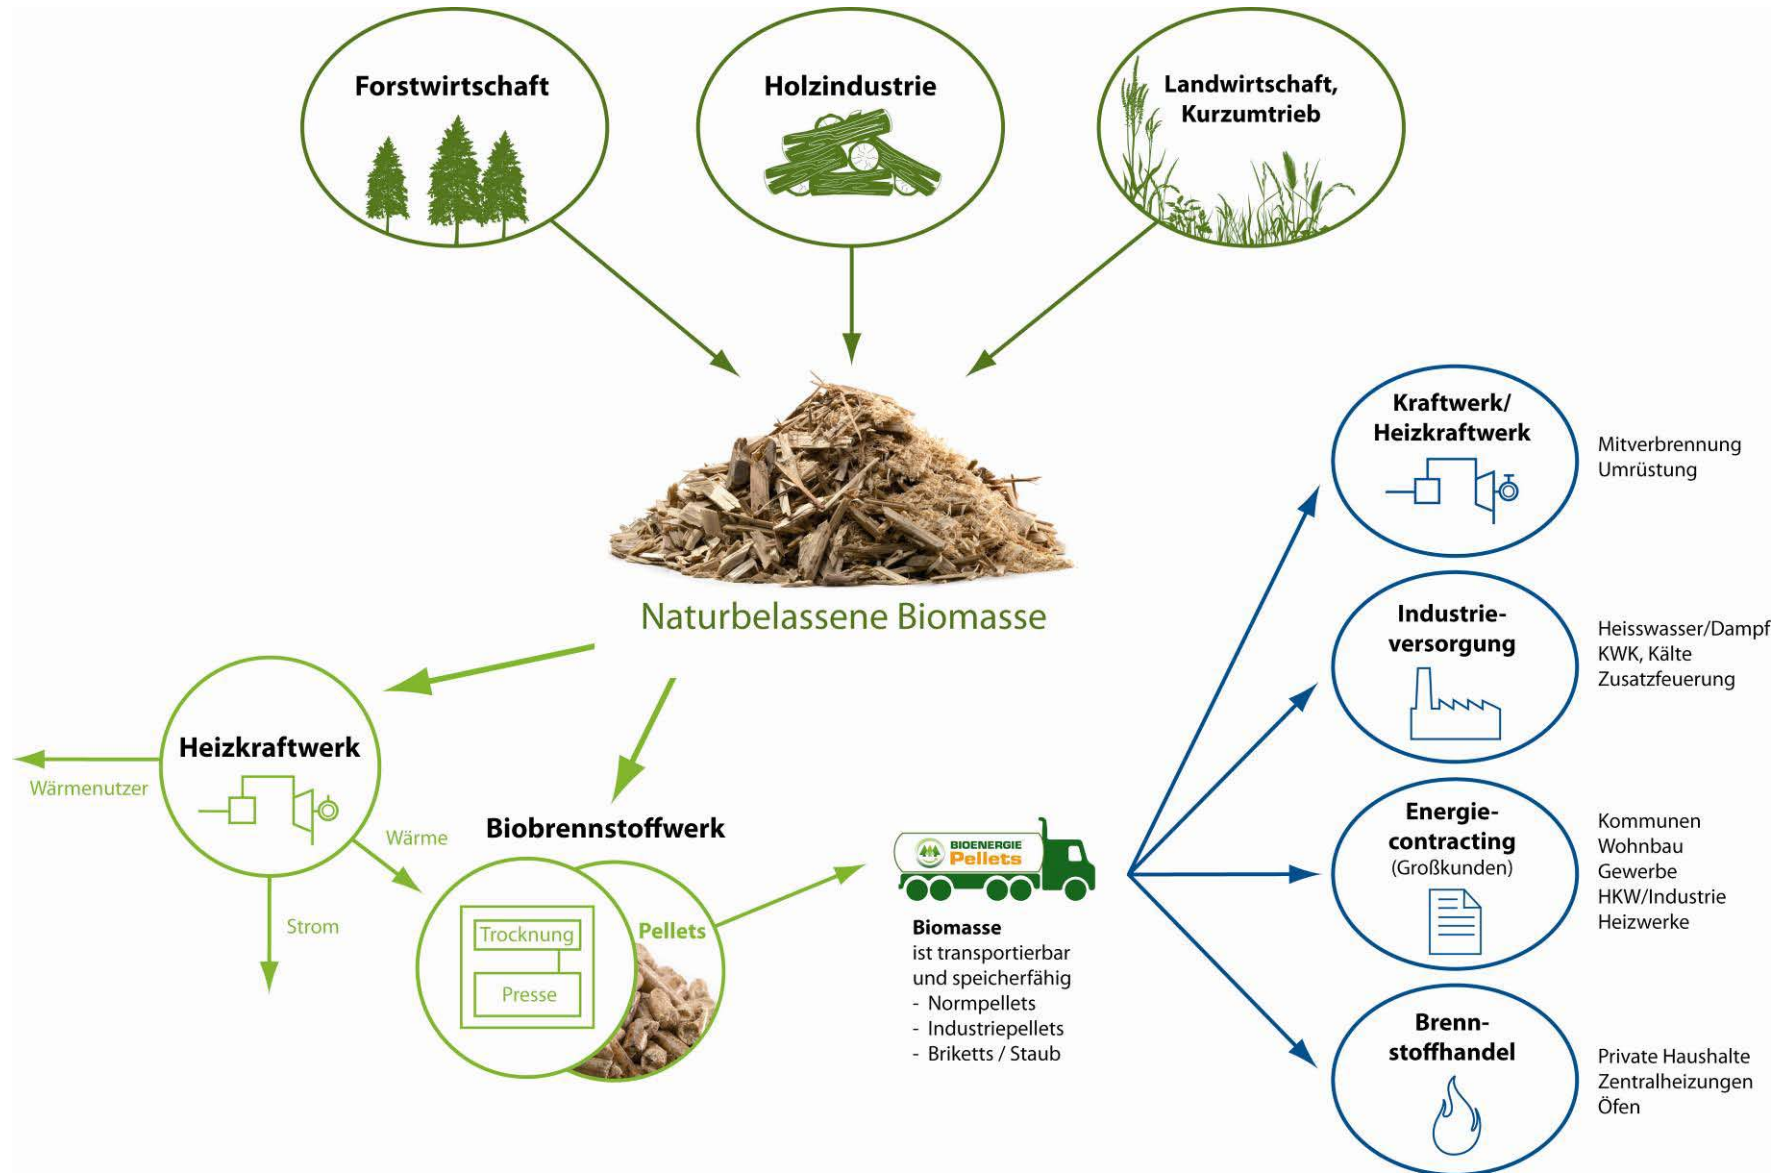 Forstwirtschaft
Holzindustrie
Landwirtschaft,
Kurzumtrieb
Naturbelassene Biomasse
Heizkraftwerk
Wärmenutzer
Wärme
Strom
Biobrennstoffwerk
Trocknung
Presse
Pellets
BIOENERGIE
Pellets
Biomasse
ist transportierbar
und speicherfähig
- Normpellets
- Industriepellets
- Briketts / Staub
Kraftwerk/
Heizkraftwerk
Mitverbrennung
Umrüstung
Industrie-
versorgung
Heisswasser/Dampf
KWK, Kälte
Zusatzfeuerung
Energie-
contracting
(Großkunden)
Kommunen
Wohnbau
Gewerbe
HKW/Industrie
Heizwerke
Brenn-
stoffhandel
Private Haushalte
Zentralheizungen
Öfen